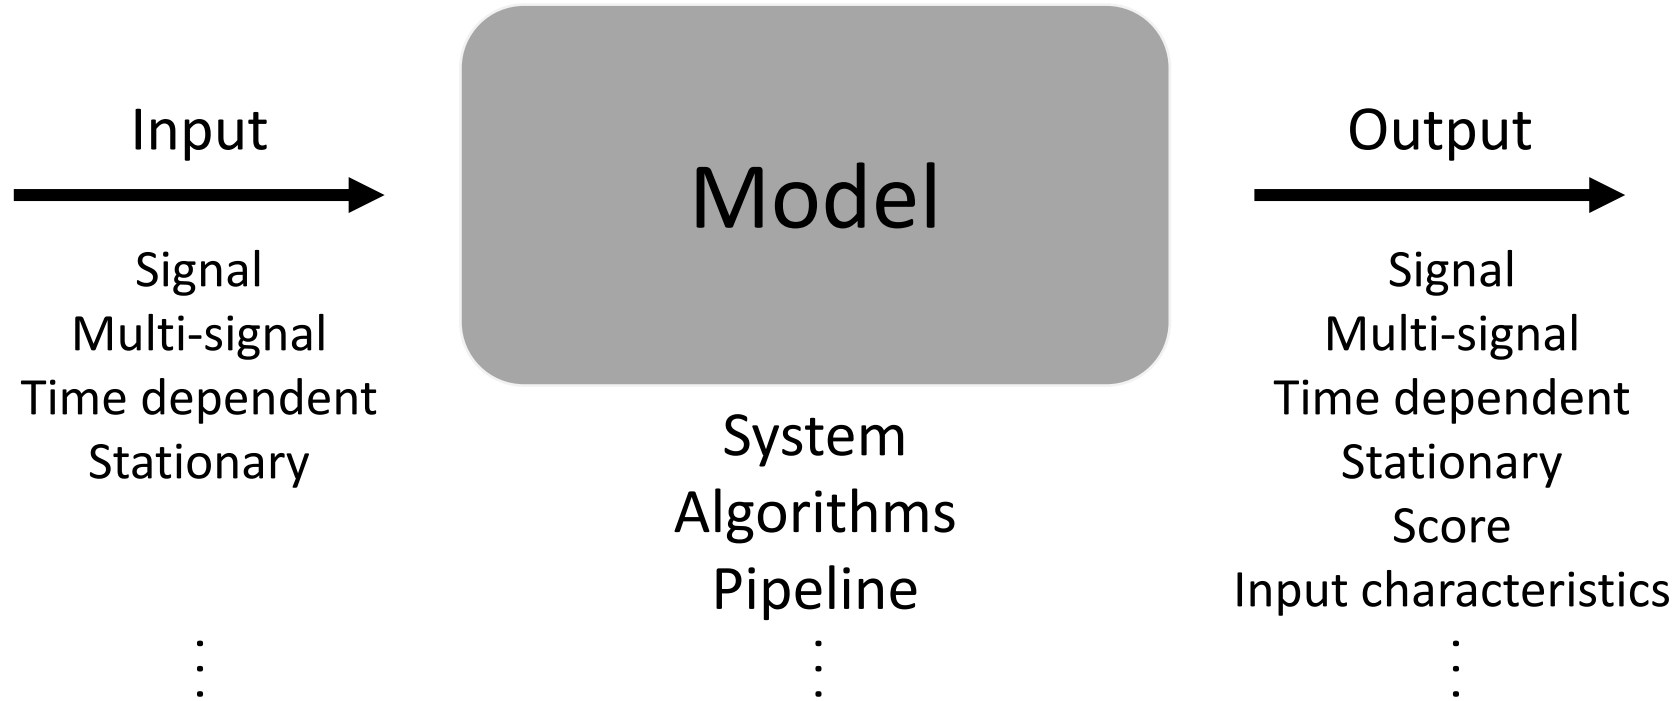 Input
Signal
Multi-signal
Time dependent
Stationary
Model
System
Algorithms
Pipeline
Output
Signal
Multi-signal
Time dependent
Stationary
Score
Input characteristics